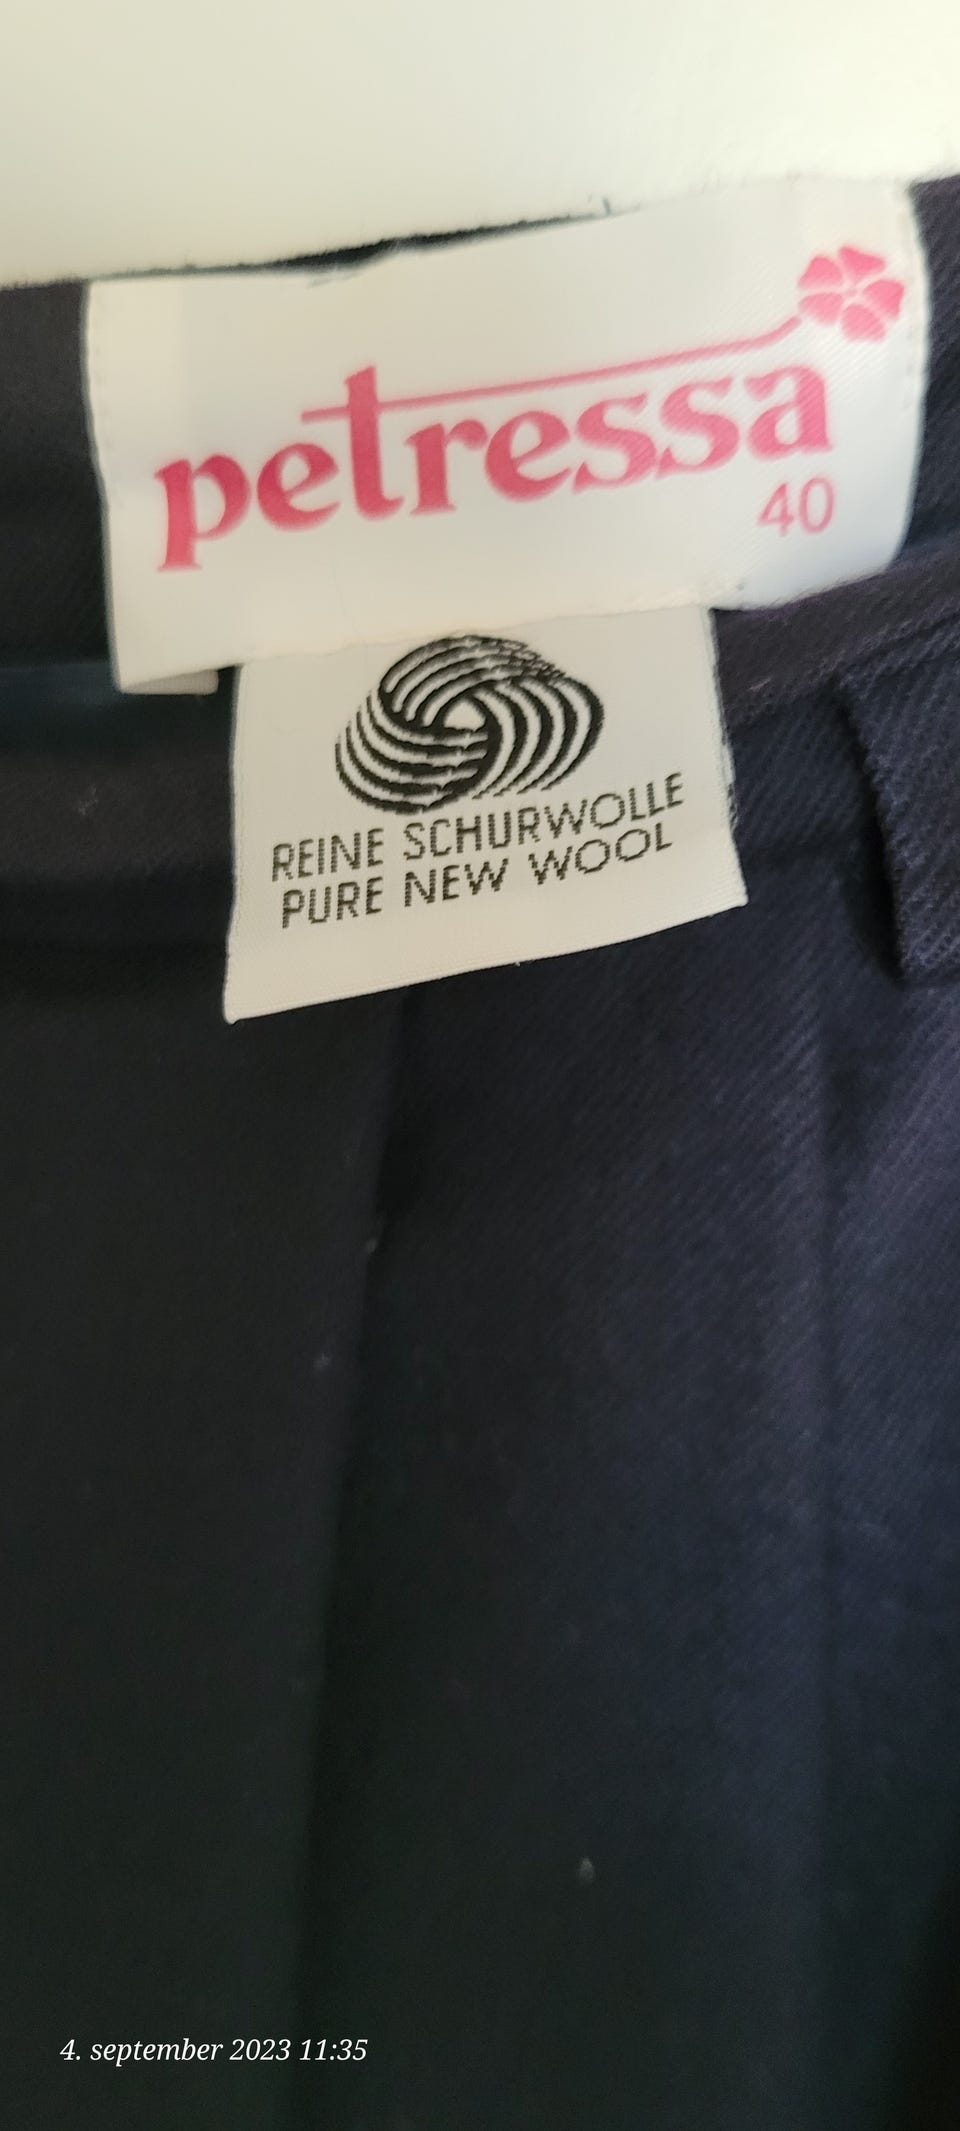 petressa
40
REINE SCHURWOLLE
PURE NEW WOOL
4. september 2023 11:35